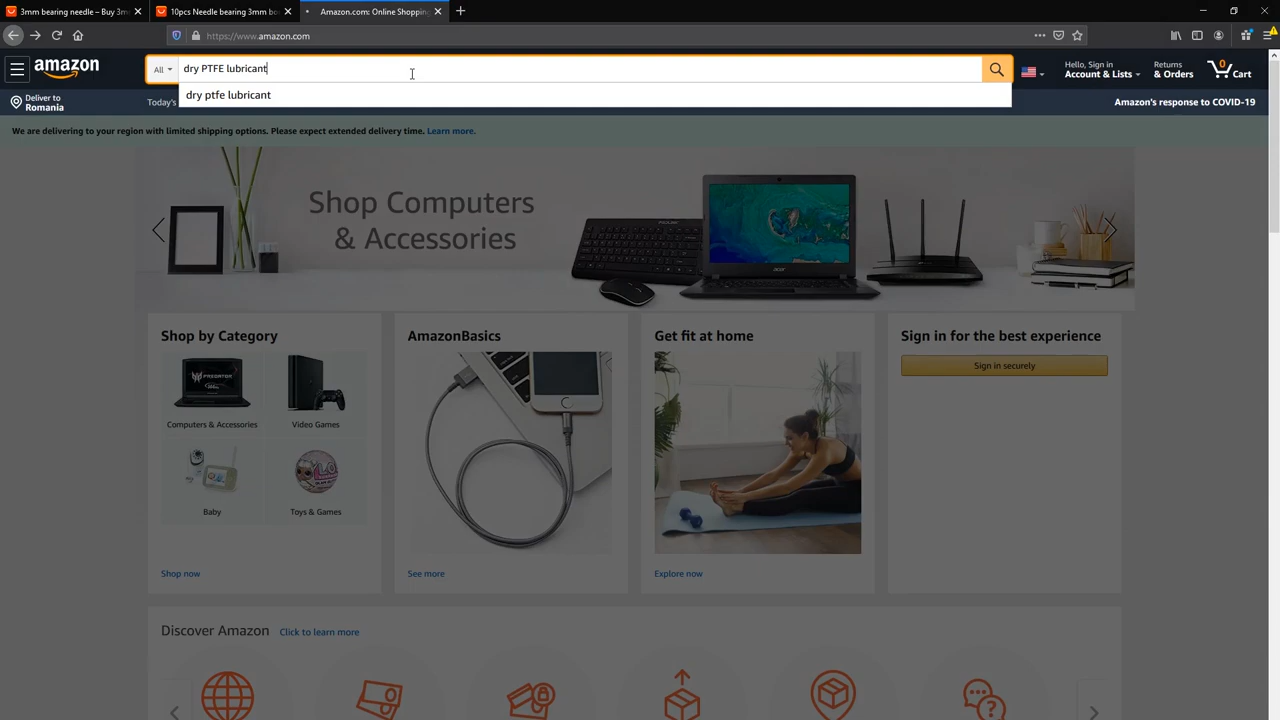 3mm bearing needle – Buy 3m
10pcs Needle bearing 3mm bo
Amazon.com: Online Shopping
https://www.amazon.com
amazon
All
dry PTFE lubricant
Hello, Sign in
Account & Lists
Returns
& Orders
0
Cart
Deliver to
Romania
Today's
dry ptfe lubricant
Amazon's response to COVID-19
We are delivering to your region with limited shipping options. Please expect extended delivery time. Learn more.
Shop Computers
& Accessories
acer
Shop by Category
PREDATOR
Computers & Accessories
Video Games
Baby
Toys & Games
Shop now
AmazonBasics
See more
Get fit at home
Explore now
Sign in for the best experience
Sign in securely
Discover Amazon
Click to learn more